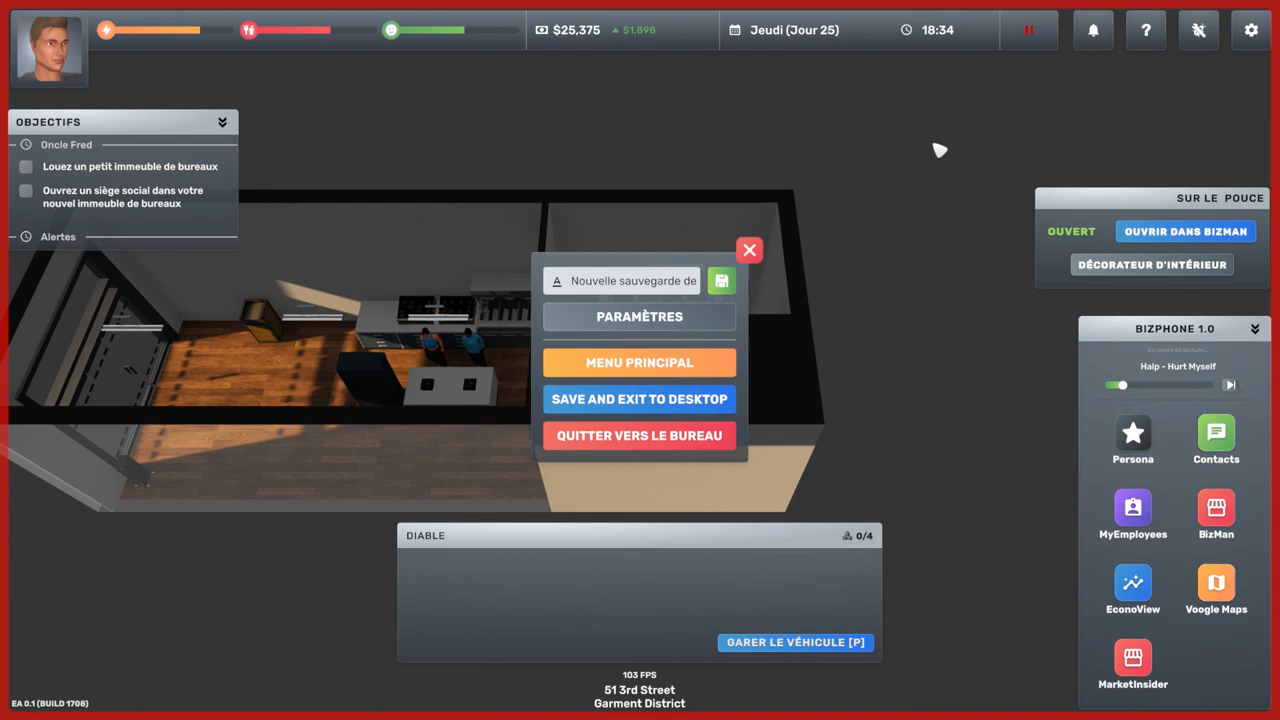 $25,375 $1,898
Jeudi (Jour 25)
18:34
?
OBJECTIFS
Oncle Fred
Louez un petit immeuble de bureaux
Ouvrez un siège social dans votre
nouvel immeuble de bureaux
Alertes
A Nouvelle sauvegarde de
PARAMÈTRES
MENU PRINCIPAL
SAVE AND EXIT TO DESKTOP
QUITTER VERS LE BUREAU
SUR LE POUCE
OUVERT
OUVRIR DANS BIZMAN
DÉCORATEUR D'INTÉRIEUR
BIZPHONE 1.0
En cours de lecture...
Halp - Hurt Myself
Persona
Contacts
MyEmployees
BizMan
EconoView
Voogle Maps
MarketInsider
DIABLE
0/4
GARER LE VÉHICULE [P]
103 FPS
51 3rd Street
Garment District
EA 0.1 (BUILD 1708)